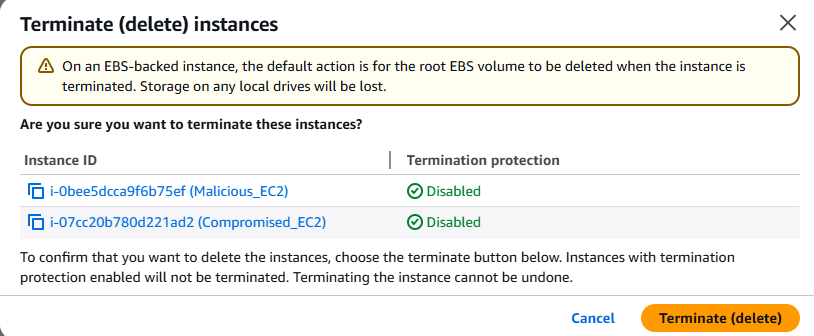 Terminate (delete) instances
On an EBS-backed instance, the default action is for the root EBS volume to be deleted when the instance is
terminated. Storage on any local drives will be lost.
Are you sure you want to terminate these instances?
Instance ID
Termination protection
i-0bee5dcca9f6b75ef (Malicious_EC2)
Disabled
i-07cc20b780d221ad2 (Compromised_EC2)
Disabled
To confirm that you want to delete the instances, choose the terminate button below. Instances with termination
protection enabled will not be terminated. Terminating the instance cannot be undone.
Cancel
Terminate (delete)